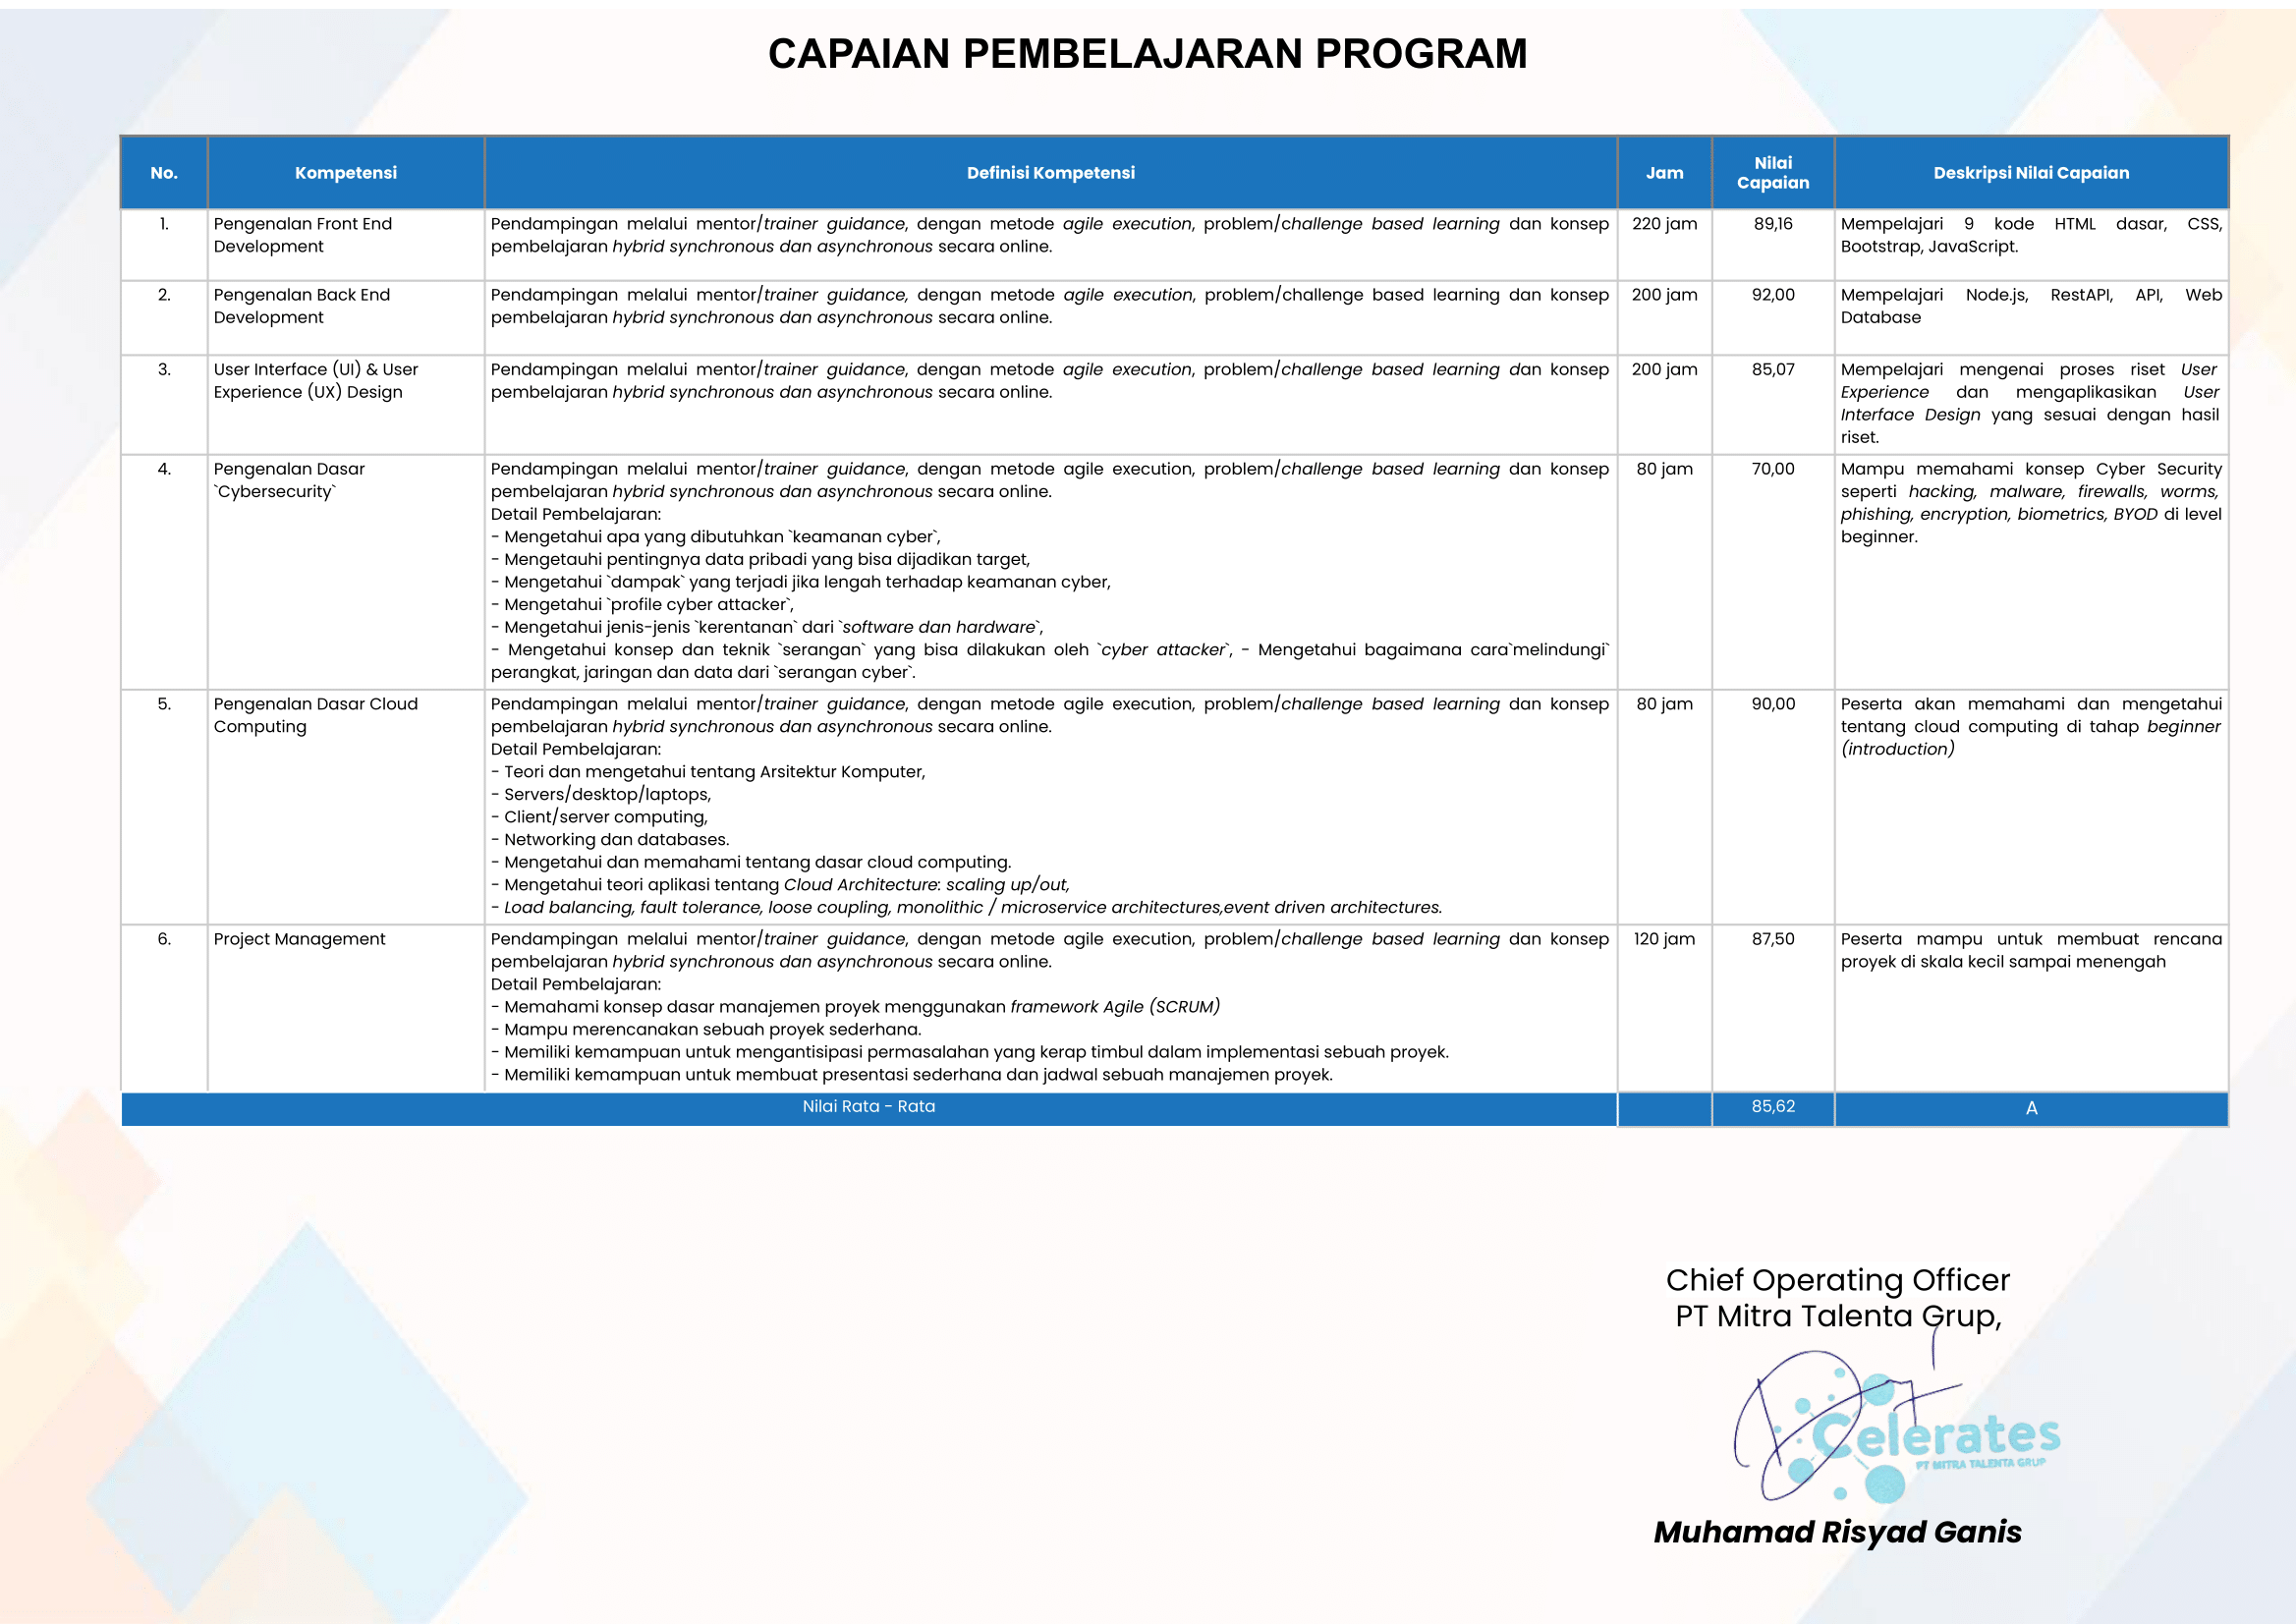 CAPAIAN PEMBELAJARAN PROGRAM
No.
Kompetensi
Definisi Kompetensi
Jam
Nilai
Capaian
Deskripsi Nilai Capaian
1.
Pengenalan Front End
Development
Pendampingan melalui mentor/trainer guidance, dengan metode agile execution, problem/challenge based learning dan konsep
pembelajaran hybrid synchronous dan asynchronous secara online.
220 jam
89,16
Mempelajari 9 kode HTML dasar, CSS,
Bootstrap, JavaScript.
2.
Pengenalan Back End
Development
Pendampingan melalui mentor/trainer guidance, dengan metode agile execution, problem/challenge based learning dan konsep
pembelajaran hybrid synchronous dan asynchronous secara online.
200 jam
92,00
Mempelajari Node.js, RestAPI, API, Web
Database
3.
User Interface (UI) & User
Experience (UX) Design
Pendampingan melalui mentor/trainer guidance, dengan metode agile execution, problem/challenge based learning dan konsep
pembelajaran hybrid synchronous dan asynchronous secara online.
200 jam
85,07
Mempelajari mengenai proses riset User
Experience dan mengaplikasikan User
Interface Design yang sesuai dengan hasil
riset.
4.
Pengenalan Dasar
`Cybersecurity`
Pendampingan melalui mentor/trainer guidance, dengan metode agile execution, problem/challenge based learning dan konsep
pembelajaran hybrid synchronous dan asynchronous secara online.
Detail Pembelajaran:
- Mengetahui apa yang dibutuhkan `keamanan cyber`,
- Mengetauhi pentingnya data pribadi yang bisa dijadikan target,
- Mengetahui `dampak` yang terjadi jika lengah terhadap keamanan cyber,
- Mengetahui `profile cyber attacker`,
- Mengetahui jenis-jenis `kerentanan` dari `software dan hardware`,
- Mengetahui konsep dan teknik `serangan` yang bisa dilakukan oleh `cyber attacker`, - Mengetahui bagaimana cara`melindungi`
perangkat, jaringan dan data dari `serangan cyber`.
80 jam
70,00
Mampu memahami konsep Cyber Security
seperti hacking, malware, firewalls, worms,
phishing, encryption, biometrics, BYOD di level
beginner.
5.
Pengenalan Dasar Cloud
Computing
Pendampingan melalui mentor/trainer guidance, dengan metode agile execution, problem/challenge based learning dan konsep
pembelajaran hybrid synchronous dan asynchronous secara online.
Detail Pembelajaran:
- Teori dan mengetahui tentang Arsitektur Komputer,
- Servers/desktop/laptops,
- Client/server computing,
- Networking dan databases.
- Mengetahui dan memahami tentang dasar cloud computing.
- Mengetahui teori aplikasi tentang Cloud Architecture: scaling up/out,
- Load balancing, fault tolerance, loose coupling, monolithic / microservice architectures,event driven architectures.
80 jam
90,00
Peserta akan memahami dan mengetahui
tentang cloud computing di tahap beginner
(introduction)
6.
Project Management
Pendampingan melalui mentor/trainer guidance, dengan metode agile execution, problem/challenge based learning dan konsep
pembelajaran hybrid synchronous dan asynchronous secara online.
Detail Pembelajaran:
- Memahami konsep dasar manajemen proyek menggunakan framework Agile (SCRUM)
- Mampu merencanakan sebuah proyek sederhana.
- Memiliki kemampuan untuk mengantisipasi permasalahan yang kerap timbul dalam implementasi sebuah proyek.
- Memiliki kemampuan untuk membuat presentasi sederhana dan jadwal sebuah manajemen proyek.
120 jam
87,50
Peserta mampu untuk membuat rencana
proyek di skala kecil sampai menengah
Nilai Rata - Rata
85,62
A
Chief Operating Officer
PT Mitra Talenta Grup,
Celerates
PT MITRA TALENTA GRUP
Muhamad Risyad Ganis